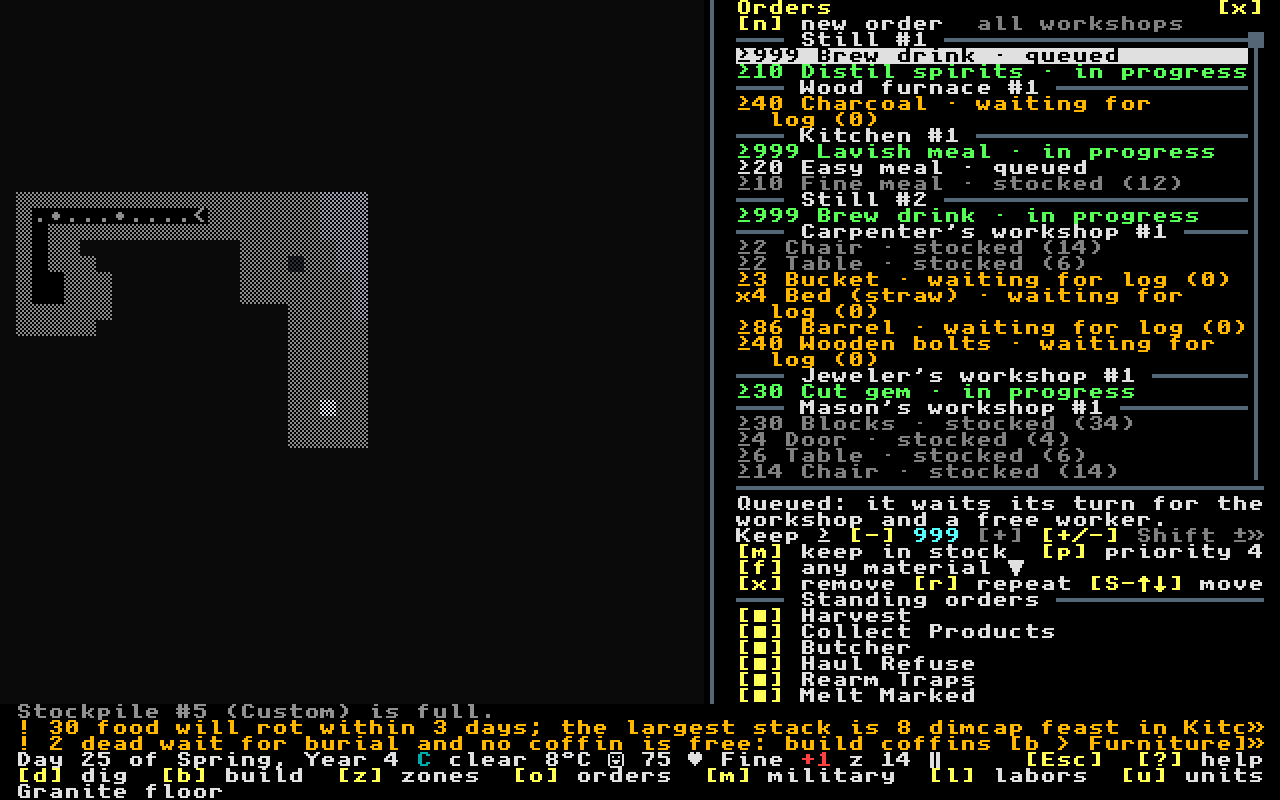 Orders [x]
[n] new order all workshops
Still #1
≥999 Brew drink · queued
≥10 Distil spirits · in progress
Wood furnace #1
≥40 Charcoal · waiting for
log (0)
Kitchen #1
≥999 Lavish meal · in progress
≥20 Easy meal · queued
≥10 Fine meal · stocked (12)
Still #2
≥999 Brew drink · in progress
Carpenter's workshop #1
≥2 Chair · stocked (14)
≥2 Table · stocked (6)
≥3 Bucket · waiting for log (0)
x4 Bed (straw) · waiting for
log (0)
≥86 Barrel · waiting for log (0)
≥40 Wooden bolts · waiting for
log (0)
Jeweler's workshop #1
≥30 Cut gem · in progress
Mason's workshop #1
≥30 Blocks · stocked (34)
≥4 Door · stocked (4)
≥6 Table · stocked (6)
≥14 Chair · stocked (14)
Queued: it waits its turn for the
workshop and a free worker.
Keep ≥ [-] 999 [+] [+/-] Shift ±»
[m] keep in stock [p] priority 4
[f] any material ▼
[x] remove [r] repeat [S-↑↓] move
Standing orders
[■] Harvest
[■] Collect Products
[■] Butcher
[■] Haul Refuse
[■] Rearm Traps
[■] Melt Marked
Stockpile #5 (Custom) is full.
! 30 food will rot within 3 days; the largest stack is 8 dimcap feast in Kitc»
! 2 dead wait for burial and no coffin is free: build coffins [b > Furniture]»
Day 25 of Spring, Year 4 C clear 8°C ☺ 75 ♥ Fine +1 z 14 ‖ [Esc] [?] help
[d] dig [b] build [z] zones [o] orders [m] military [l] labors [u] units
Granite floor